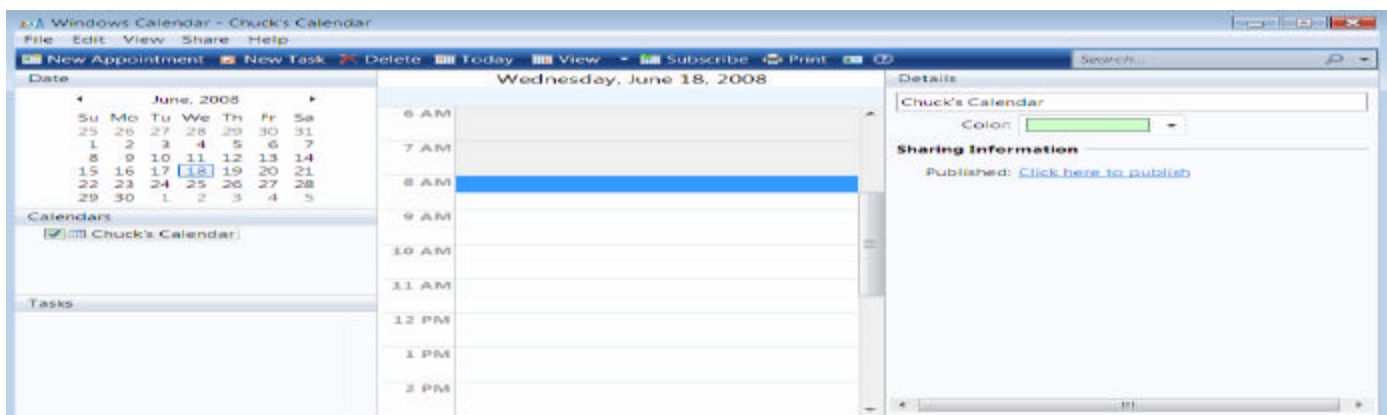 Windows Calendar - Chuck's Calendar
File Edit View Share Help
New Appointment New Task Delete Today View Subscribe Print
Search...
Date
June, 2008
Su Mo Tu We Th Fr Sa
25 26 27 28 29 30 31
1 2 3 4 5 6 7
8 9 10 11 12 13 14
15 16 17 18 19 20 21
22 23 24 25 26 27 28
29 30 1 2 3 4 5
Calendars
Chuck's Calendar
Tasks
Wednesday, June 18, 2008
6 AM
7 AM
8 AM
9 AM
10 AM
11 AM
12 PM
1 PM
2 PM
Details
Chuck's Calendar
Color:
Sharing Information
Published: Click here to publish